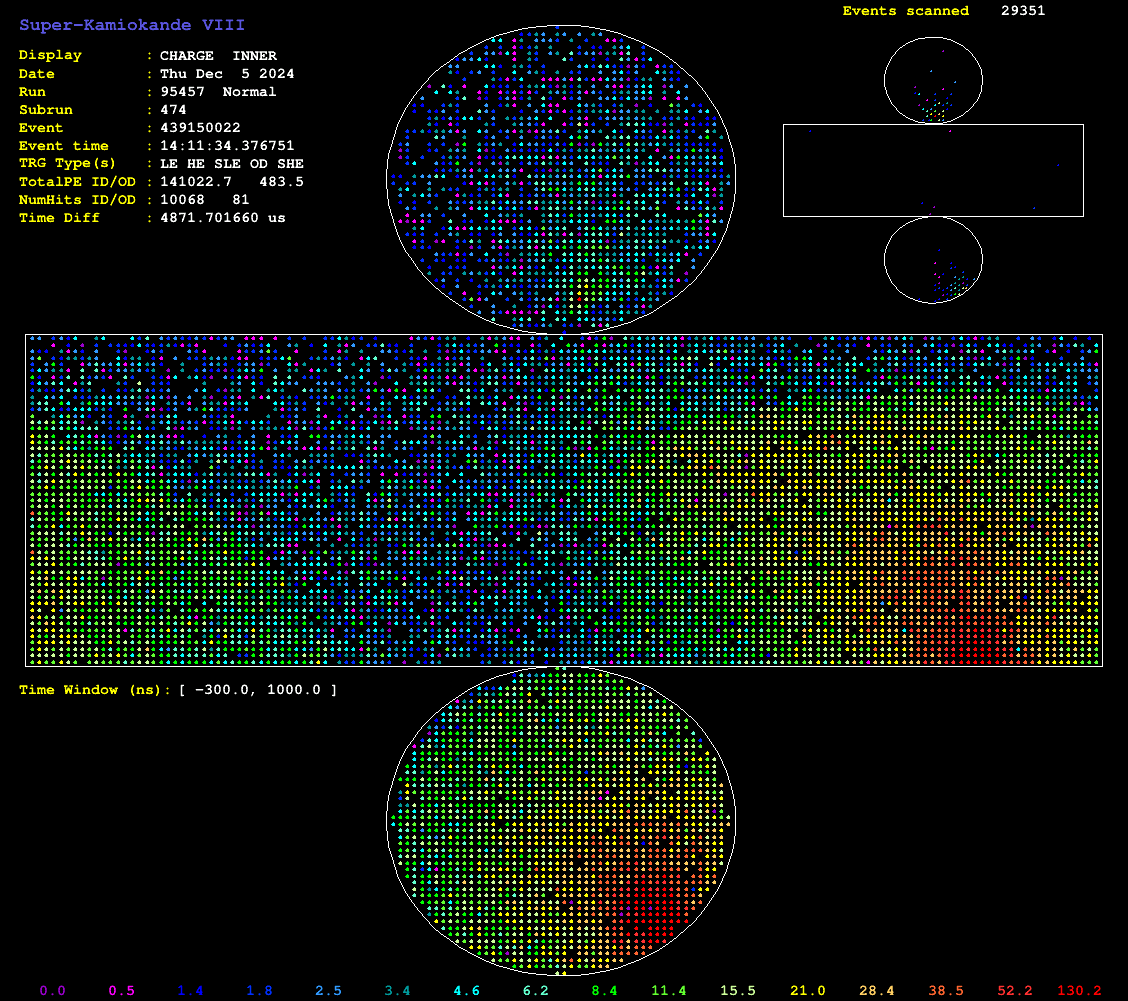 Super-Kamiokande VIII
Events scanned 29351
Display : CHARGE INNER
Date : Thu Dec 5 2024
Run : 95457 Normal
Subrun : 474
Event : 439150022
Event time : 14:11:34.376751
TRG Type(s) : LE HE SLE OD SHE
TotalPE ID/OD : 141022.7 483.5
NumHits ID/OD : 10068 81
Time Diff : 4871.701660 us
Time Window (ns): [ -300.0, 1000.0 ]
0.0 0.5 1.4 1.8 2.5 3.4 4.6 6.2 8.4 11.4 15.5 21.0 28.4 38.5 52.2 130.2